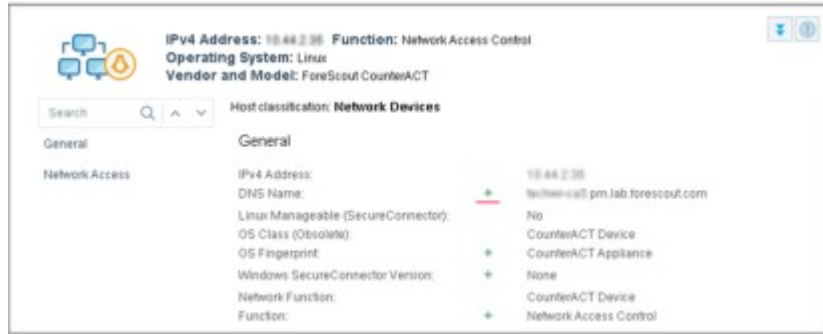 IPv4 Address: Function: Network Access Control
Operating System: Linux
Vendor and Model: ForeScout CounterACT
Search
Host classification: Network Devices
General
General
Network Access
IPv4 Address:
DNS Name: + pm.lab.forescout.com
Linux Manageable (SecureConnector): No
OS Class (Obsolete): CounterACT Device
OS Fingerprint: + CounterACT Appliance
Windows SecureConnector Version: + None
Network Function: CounterACT Device
Function: + Network Access Control